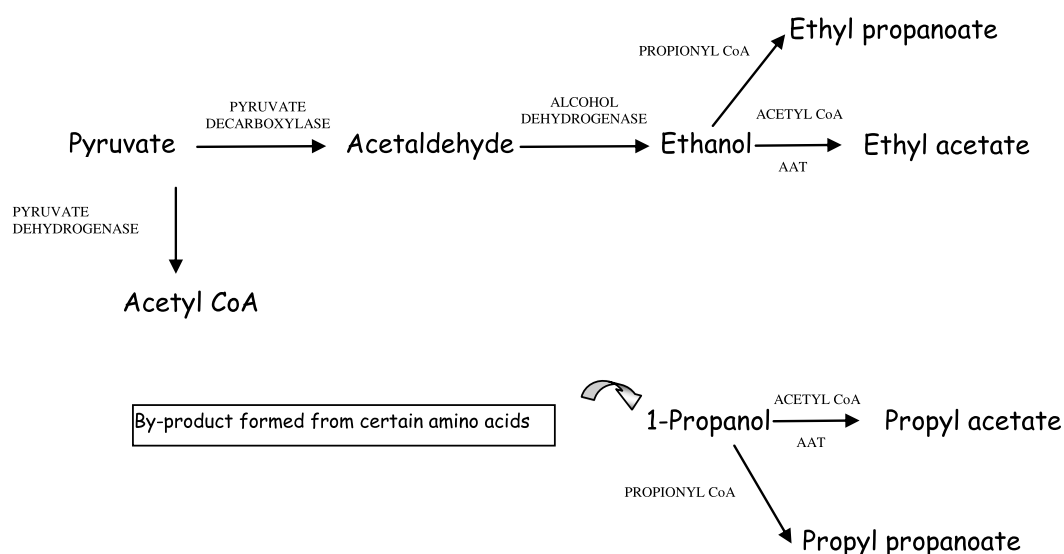 Ethyl propanoate
PROPIONYL CoA
PYRUVATE
DECARBOXYLASE
ALCOHOL
DEHYDROGENASE
ACETYL CoA
Pyruvate
Acetaldehyde
Ethanol
Ethyl acetate
AAT
PYRUVATE
DEHYDROGENASE
Acetyl CoA
By-product formed from certain amino acids
1-Propanol
ACETYL CoA
AAT
Propyl acetate
PROPIONYL CoA
Propyl propanoate